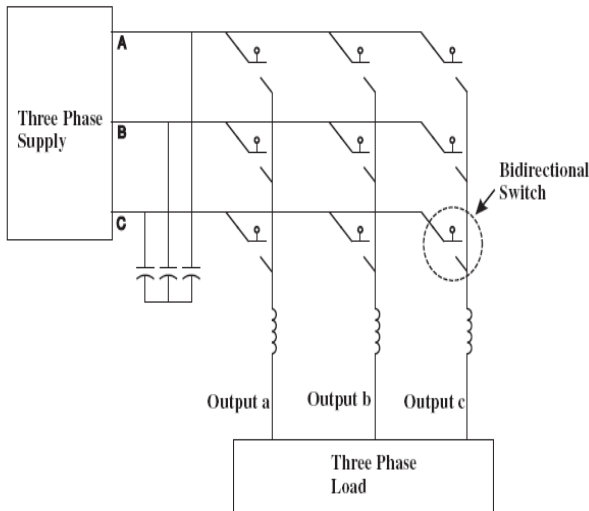 A
Three Phase
Supply
B
C
Bidirectional
Switch
Output a
Output b
Output c
Three Phase
Load